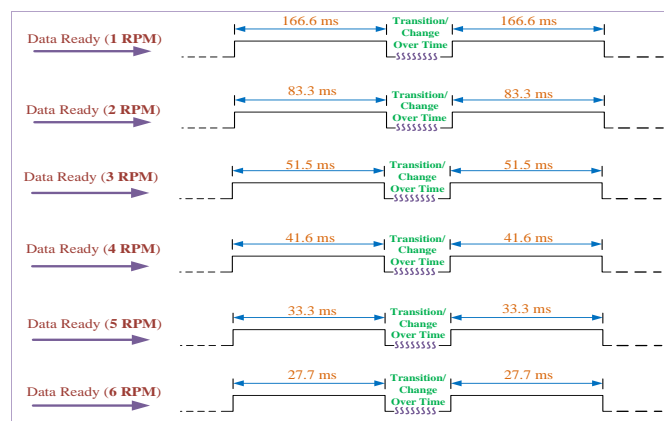 166.6 ms
Transition/
Change
Over Time
166.6 ms
Data Ready (1 RPM)
83.3 ms
Transition/
Change
Over Time
83.3 ms
Data Ready (2 RPM)
51.5 ms
Transition/
Change
Over Time
51.5 ms
Data Ready (3 RPM)
41.6 ms
Transition/
Change
Over Time
41.6 ms
Data Ready (4 RPM)
33.3 ms
Transition/
Change
Over Time
33.3 ms
Data Ready (5 RPM)
27.7 ms
Transition/
Change
Over Time
27.7 ms
Data Ready (6 RPM)